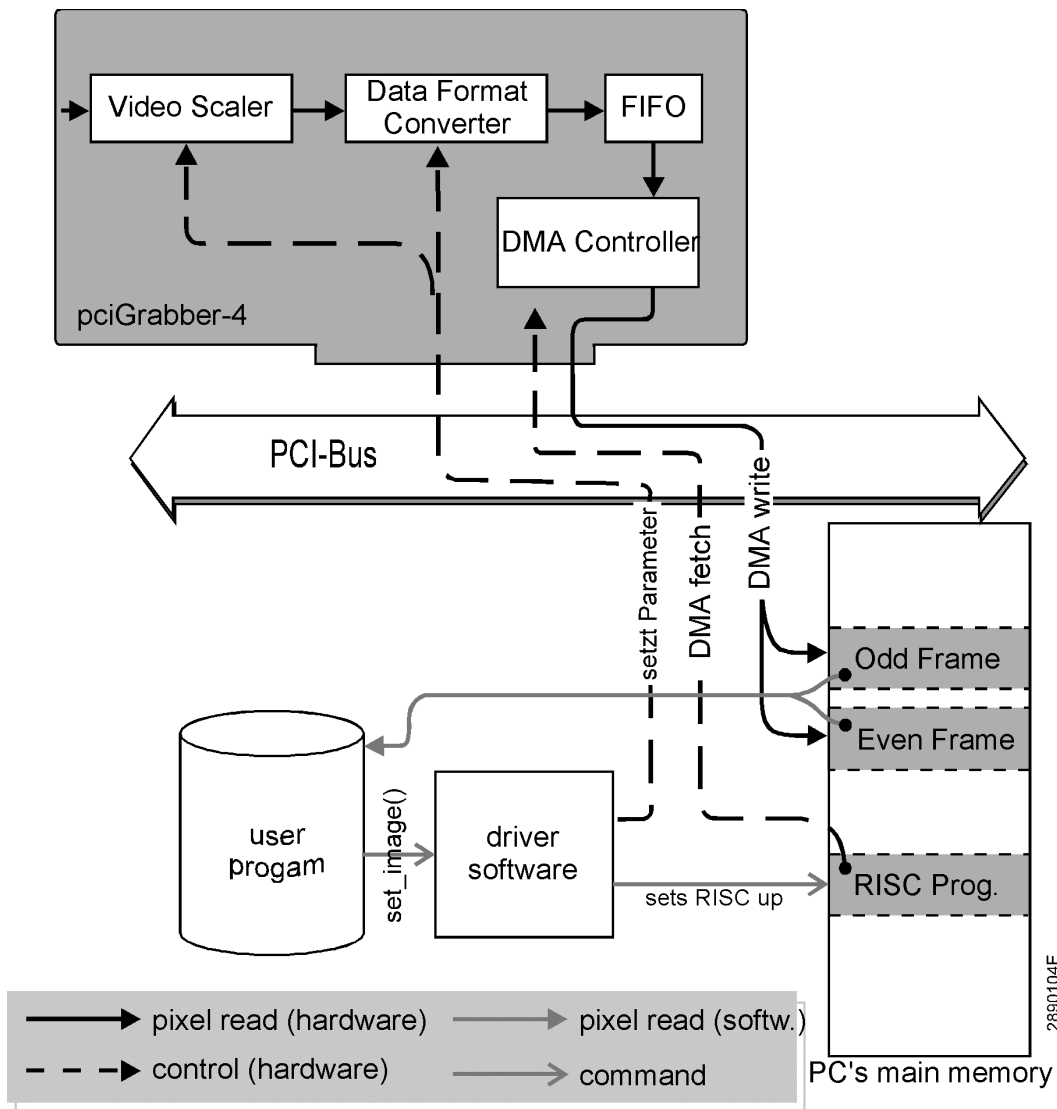 Video Scaler
Data Format
Converter
FIFO
DMA Controller
pciGrabber-4
PCI-Bus
setzt Parameter
DMA fetch
DMA write
Odd Frame
Even Frame
user
progam
set_image()
driver
software
sets RISC up
RISC Prog.
2890104F
pixel read (hardware)
pixel read (softw.)
control (hardware)
command
PC's main memory